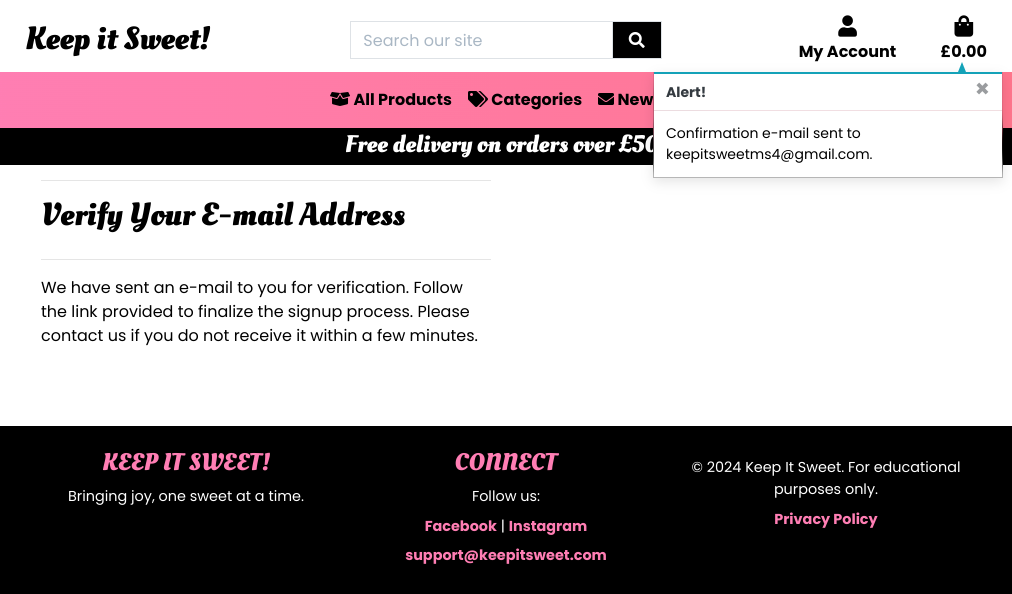 Keep it Sweet!
Search our site
My Account
£0.00
All Products
Categories
New
Alert!
Confirmation e-mail sent to
keepitsweetms4@gmail.com.
Free delivery on orders over £50
Verify Your E-mail Address
We have sent an e-mail to you for verification. Follow
the link provided to finalize the signup process. Please
contact us if you do not receive it within a few minutes.
KEEP IT SWEET!
Bringing joy, one sweet at a time.
CONNECT
Follow us:
Facebook | Instagram
support@keepitsweet.com
© 2024 Keep It Sweet. For educational
purposes only.
Privacy Policy